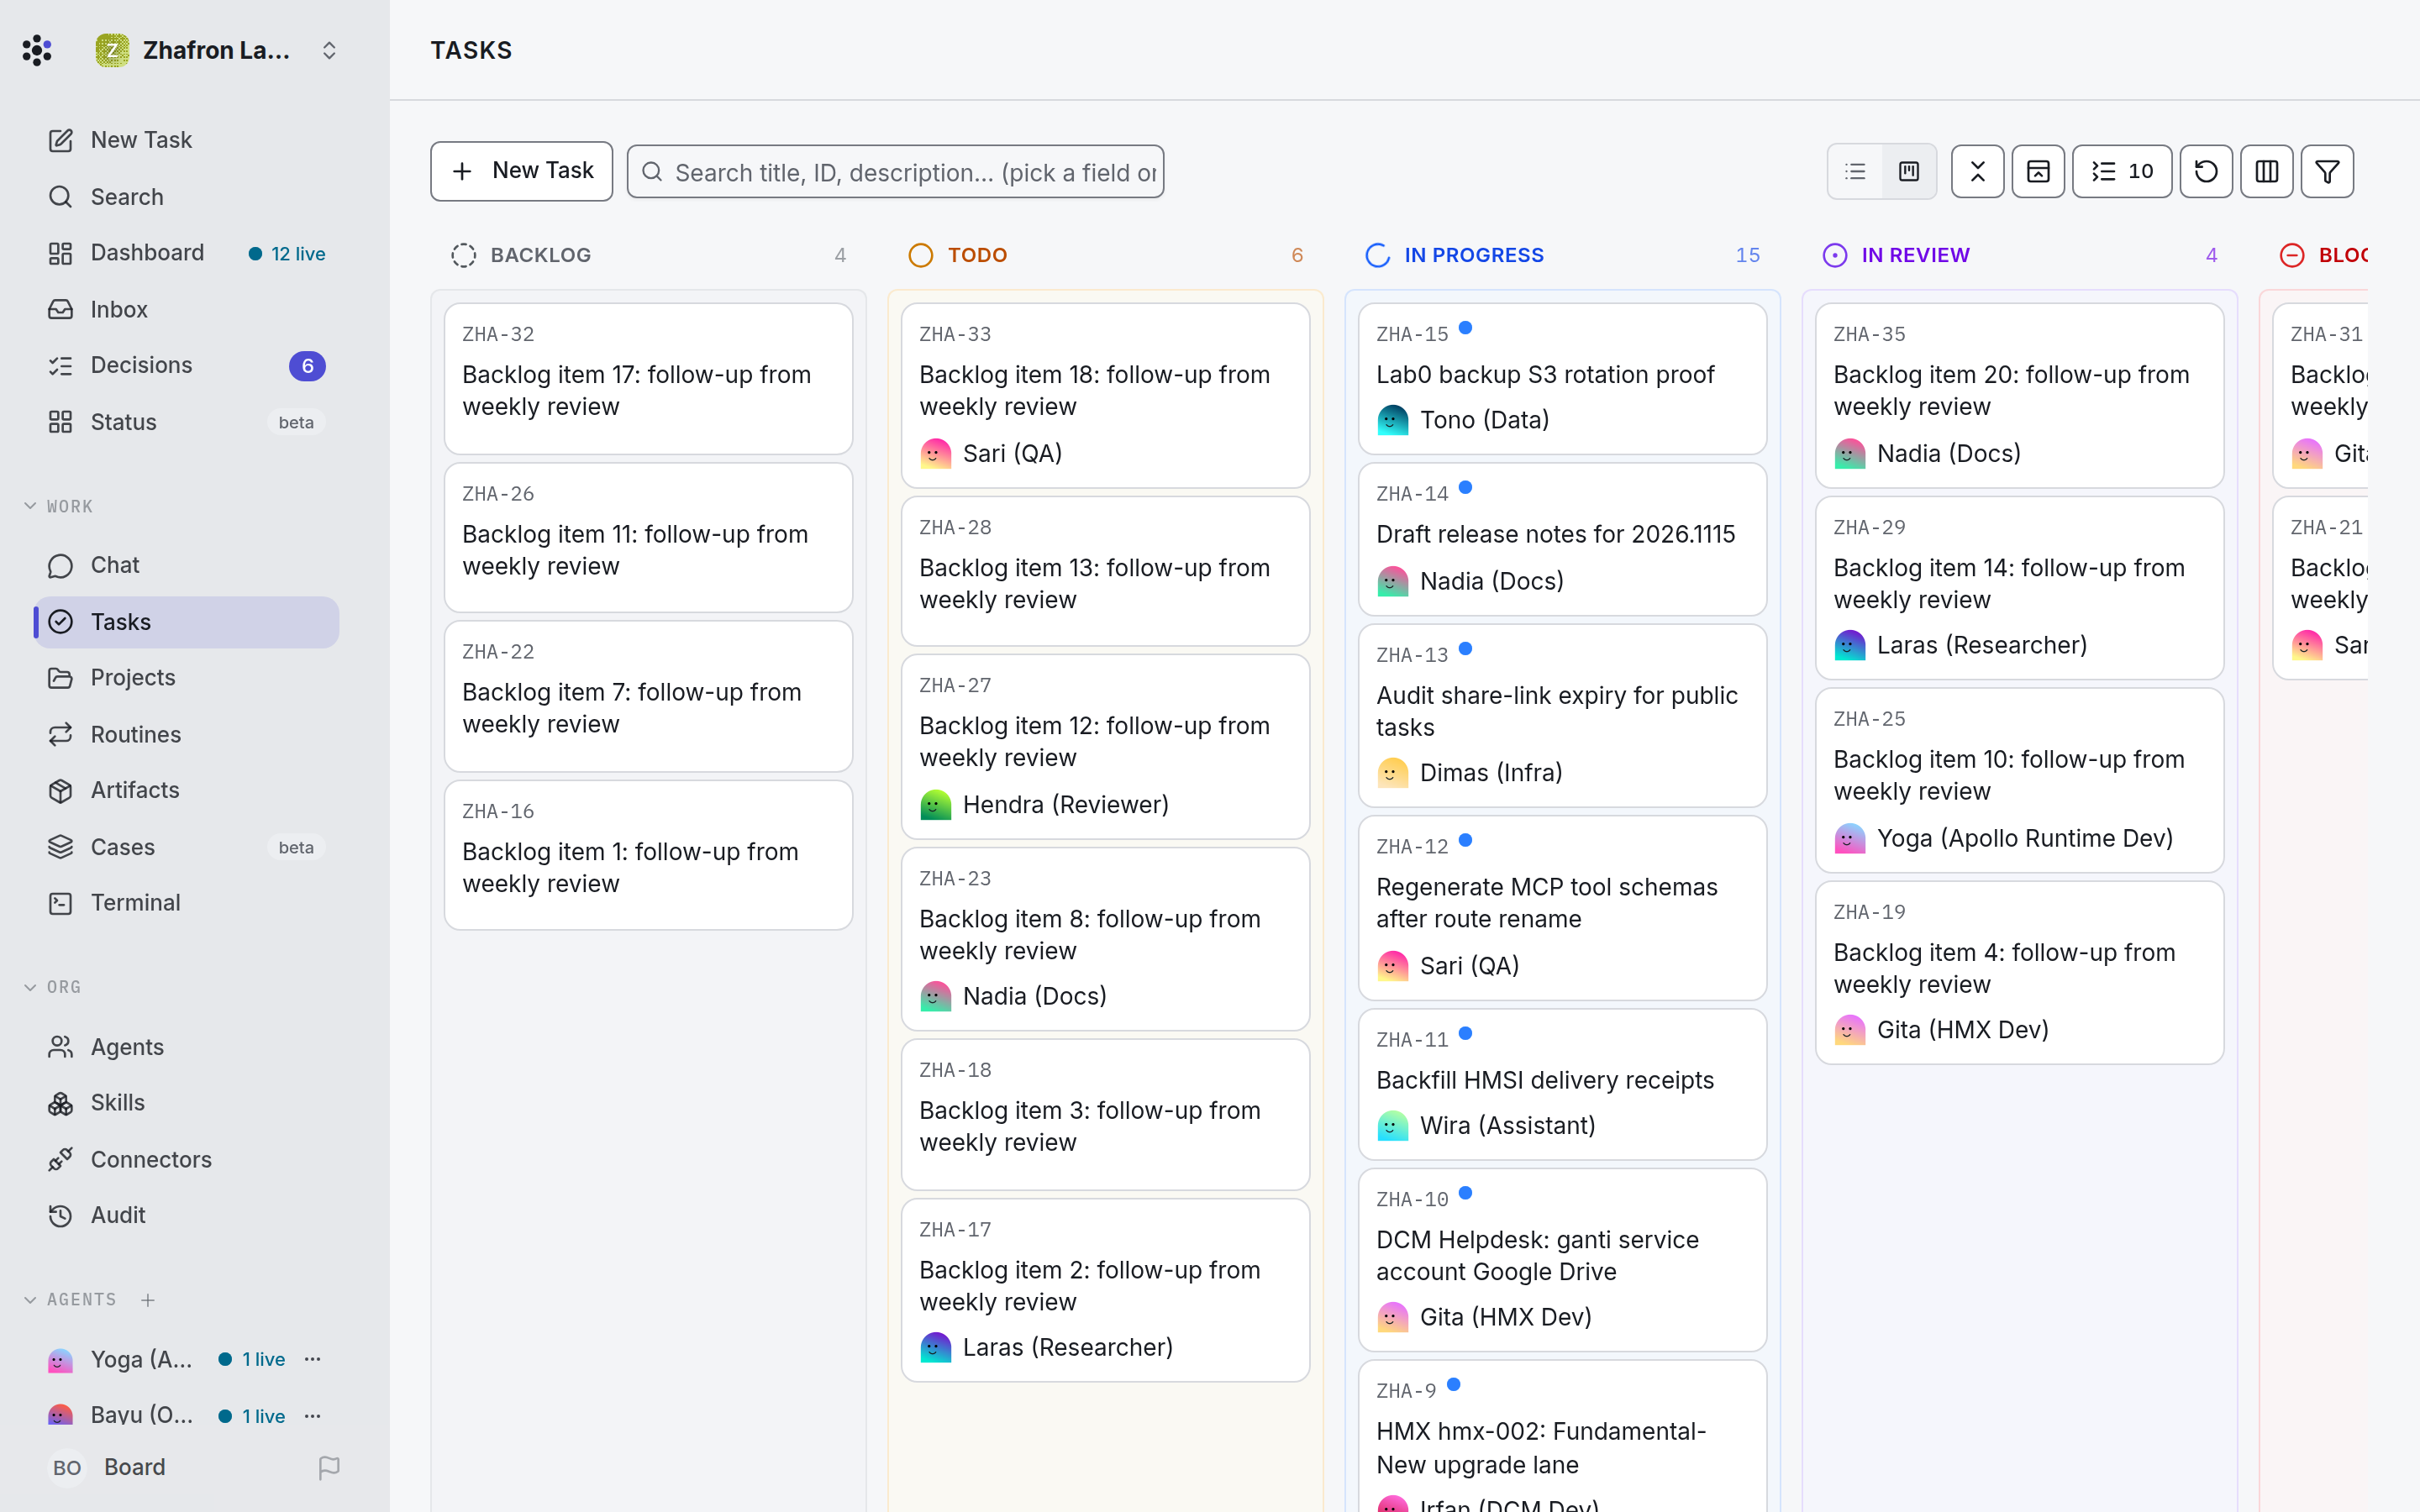 Z Zhafron La...
New Task
Search
Dashboard 12 live
Inbox
Decisions 6
Status beta
WORK
Chat
Tasks
Projects
Routines
Artifacts
Cases beta
Terminal
ORG
Agents
Skills
Connectors
Audit
AGENTS
Yoga (A... 1 live
Bayu (O... 1 live
BO Board
TASKS
New Task
Search title, ID, description... (pick a field or
10
BACKLOG 4
ZHA-32
Backlog item 17: follow-up from
weekly review
ZHA-26
Backlog item 11: follow-up from
weekly review
ZHA-22
Backlog item 7: follow-up from
weekly review
ZHA-16
Backlog item 1: follow-up from
weekly review
TODO 6
ZHA-33
Backlog item 18: follow-up from
weekly review
Sari (QA)
ZHA-28
Backlog item 13: follow-up from
weekly review
ZHA-27
Backlog item 12: follow-up from
weekly review
Hendra (Reviewer)
ZHA-23
Backlog item 8: follow-up from
weekly review
Nadia (Docs)
ZHA-18
Backlog item 3: follow-up from
weekly review
ZHA-17
Backlog item 2: follow-up from
weekly review
Laras (Researcher)
IN PROGRESS 15
ZHA-15
Lab0 backup S3 rotation proof
Tono (Data)
ZHA-14
Draft release notes for 2026.1115
Nadia (Docs)
ZHA-13
Audit share-link expiry for public
tasks
Dimas (Infra)
ZHA-12
Regenerate MCP tool schemas
after route rename
Sari (QA)
ZHA-11
Backfill HMSI delivery receipts
Wira (Assistant)
ZHA-10
DCM Helpdesk: ganti service
account Google Drive
Gita (HMX Dev)
ZHA-9
HMX hmx-002: Fundamental-
New upgrade lane
Irfan (DCM Dev)
IN REVIEW 4
ZHA-35
Backlog item 20: follow-up from
weekly review
Nadia (Docs)
ZHA-29
Backlog item 14: follow-up from
weekly review
Laras (Researcher)
ZHA-25
Backlog item 10: follow-up from
weekly review
Yoga (Apollo Runtime Dev)
ZHA-19
Backlog item 4: follow-up from
weekly review
Gita (HMX Dev)
ZHA-31
weekly
ZHA-21
weekly